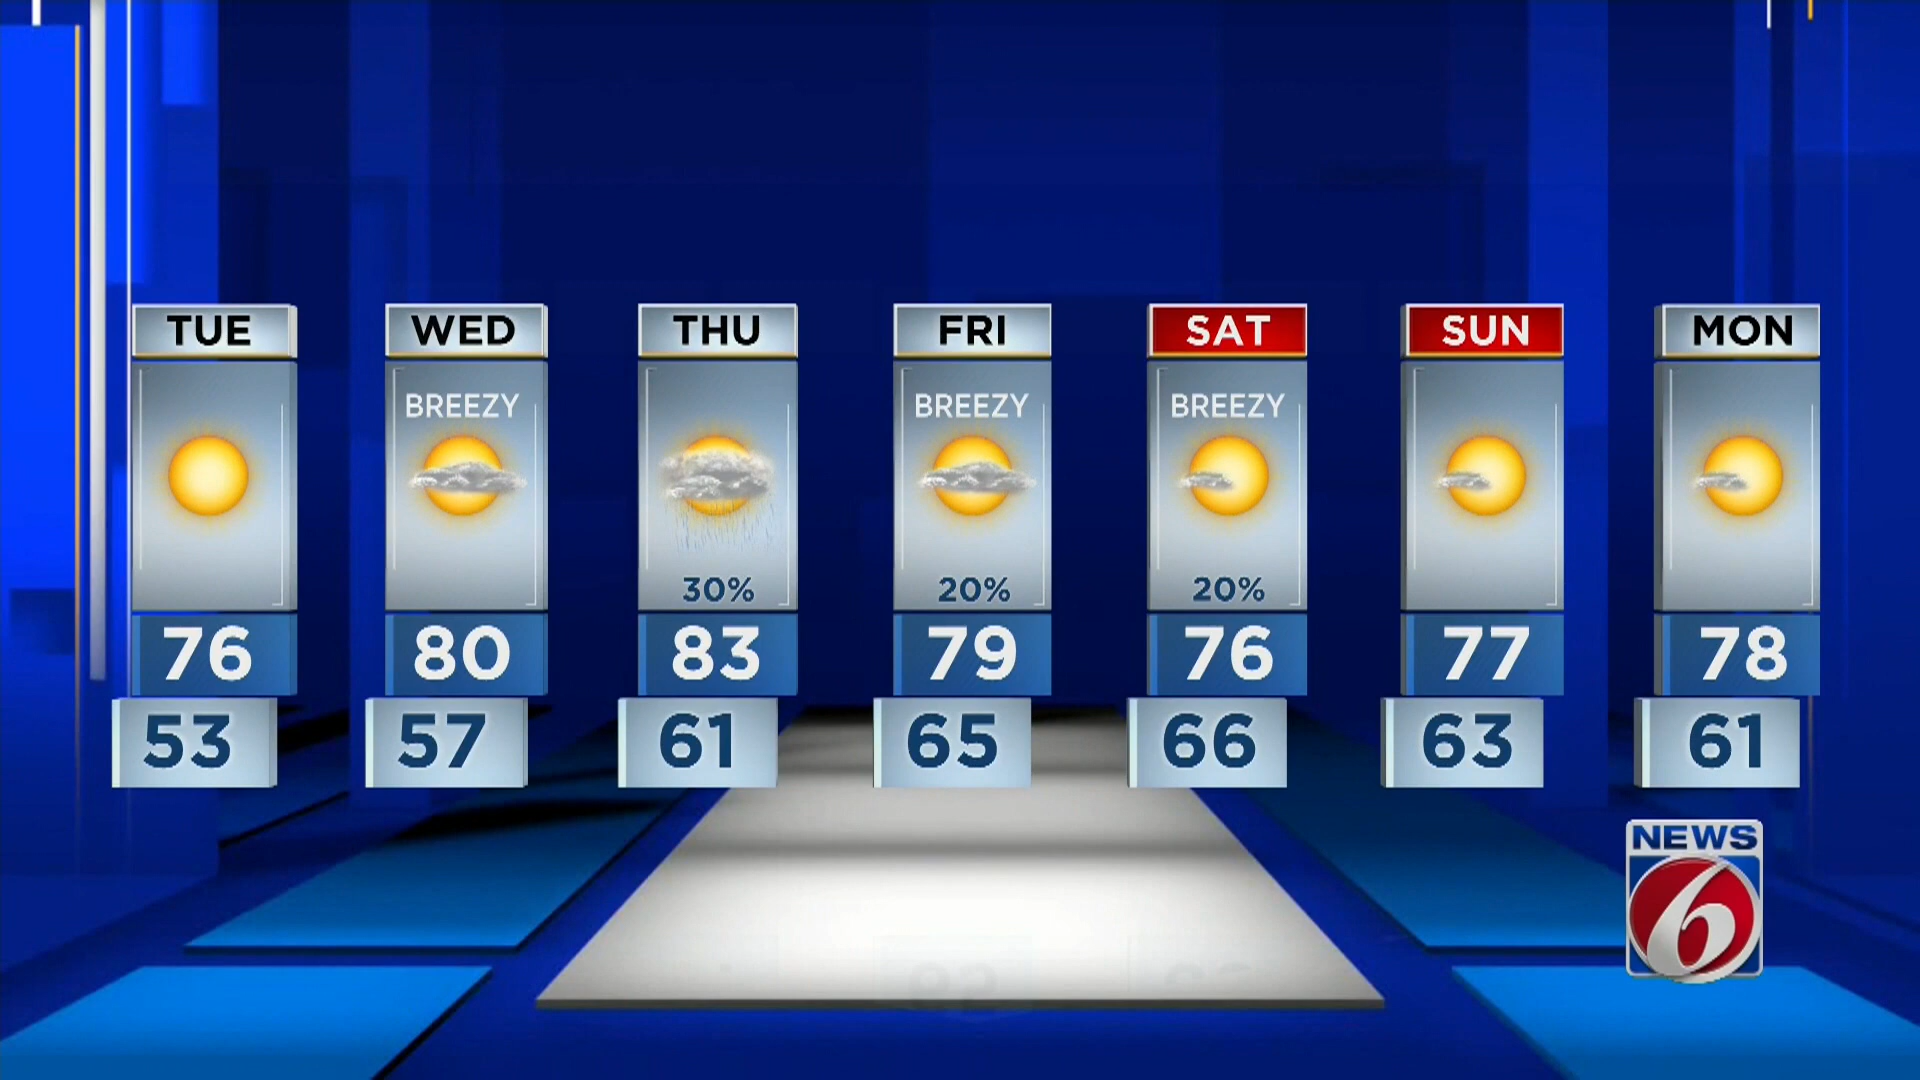 TUE WED THU FRI SAT SUN MON
BREEZY BREEZY BREEZY
30% 20% 20%
76 80 83 79 76 77 78
53 57 61 65 66 63 61
NEWS
6